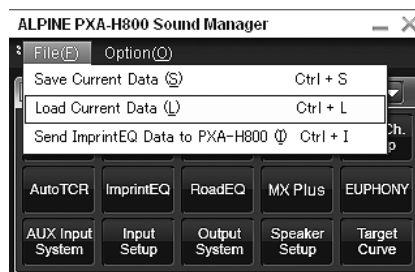 ALPINE PXA-H800 Sound Manager
File(F) Option(O)
Save Current Data (S) Ctrl + S
Load Current Data (L) Ctrl + L
Send ImprintEQ Data to PXA-H800 (I) Ctrl + I
Ch.
AutoTCR ImprintEQ RoadEQ MX Plus EUPHONY
AUX Input System Input Setup Output System Speaker Setup Target Curve